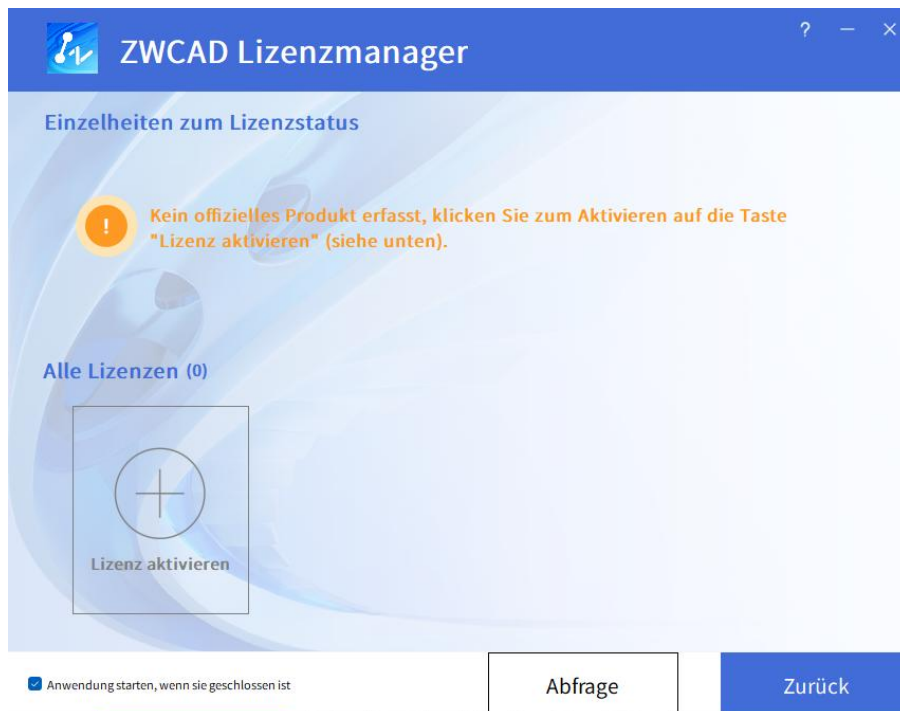 ZWCAD Lizenzmanager
Einzelheiten zum Lizenzstatus
Kein offizielles Produkt erfasst, klicken Sie zum Aktivieren auf die Taste
"Lizenz aktivieren" (siehe unten).
Alle Lizenzen (0)
Lizenz aktivieren
Anwendung starten, wenn sie geschlossen ist
Abfrage
Zurück